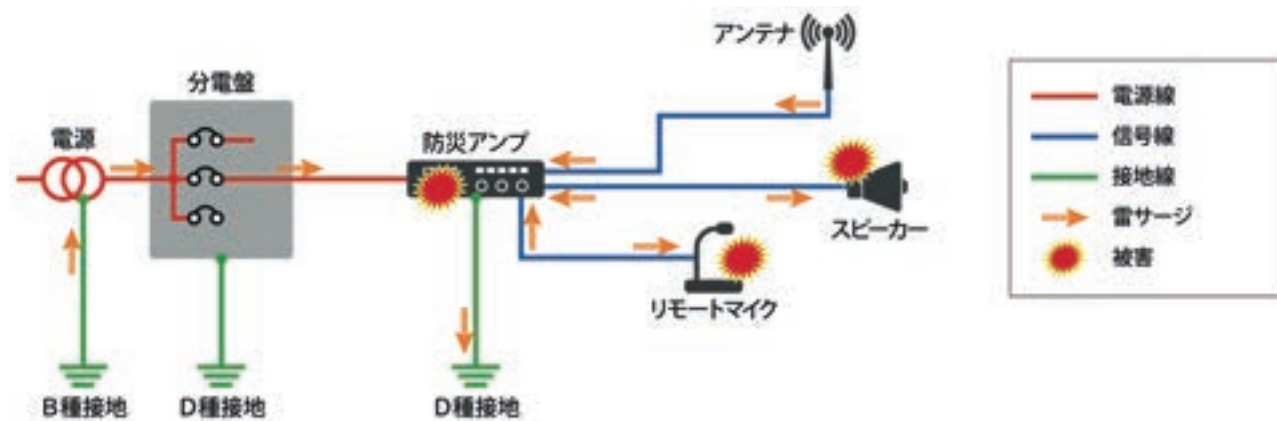 アンテナ
分電盤
電源
防災アンプ
スピーカー
リモートマイク
B種接地
D種接地
D種接地
電源線
信号線
接地線
雷サージ
被害